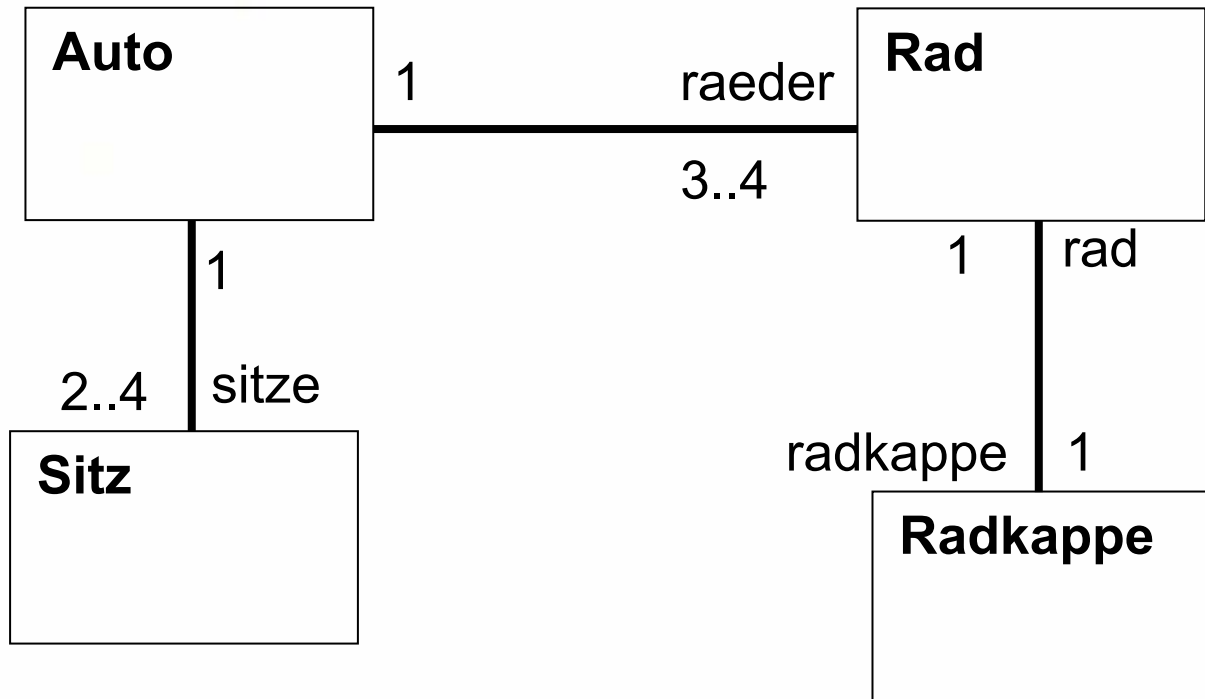 Auto
Rad
1
raeder
3..4
1
rad
1
2..4
sitze
radkappe
1
Sitz
Radkappe